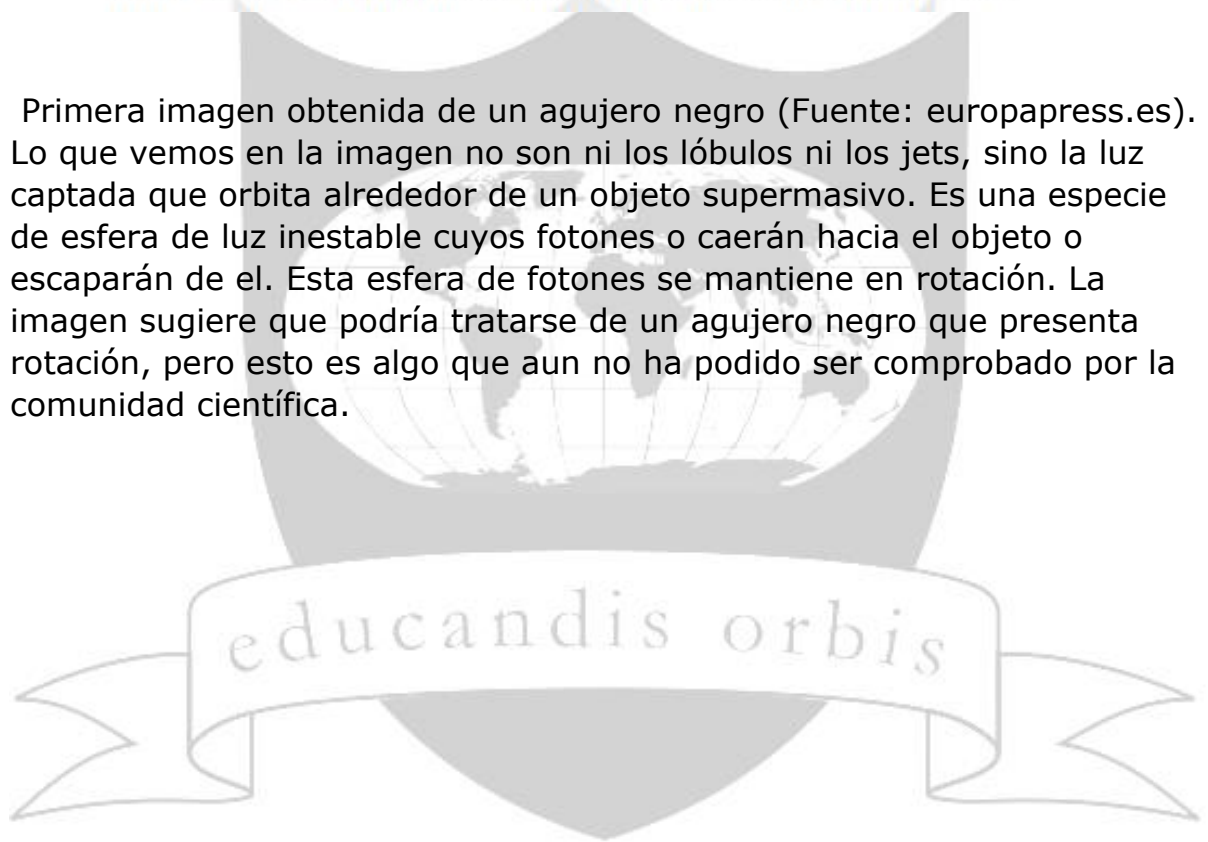 Primera imagen obtenida de un agujero negro (Fuente: europapress.es).
Lo que vemos en la imagen no son ni los lóbulos ni los jets, sino la luz
captada que orbita alrededor de un objeto supermasivo. Es una especie
de esfera de luz inestable cuyos fotones o caerán hacia el objeto o
escaparán de el. Esta esfera de fotones se mantiene en rotación. La
imagen sugiere que podría tratarse de un agujero negro que presenta
rotación, pero esto es algo que aun no ha podido ser comprobado por la
comunidad científica.
educandis orbis